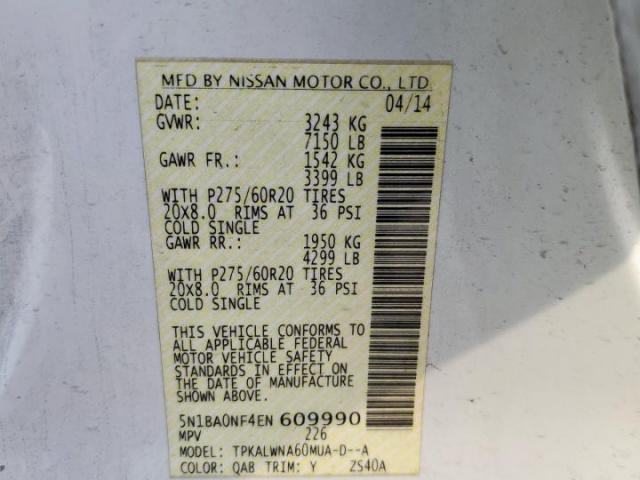 MFD BY NISSAN MOTOR CO., LTD.
DATE: 04/14
GVWR: 3243 KG
7150 LB
GAWR FR.: 1542 KG
3399 LB
WITH P275/60R20 TIRES
20X8.0 RIMS AT 36 PSI
COLD SINGLE
GAWR RR.: 1950 KG
4299 LB
WITH P275/60R20 TIRES
20X8.0 RIMS AT 36 PSI
COLD SINGLE
THIS VEHICLE CONFORMS TO
ALL APPLICABLE FEDERAL
MOTOR VEHICLE SAFETY
STANDARDS IN EFFECT ON
THE DATE OF MANUFACTURE
SHOWN ABOVE.
5N1BA0NF4EN 609990
MPV 226
MODEL: TPKALWNA60MUA-D--A
COLOR: QAB TRIM: Y ZS40A